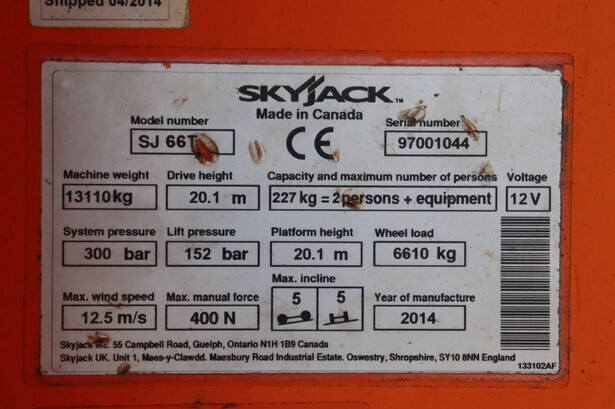 Shipped 04/2014
SKYJACK™
Made in Canada
Model number
SJ 66T
CE
Serial number
97001044
Machine weight Drive height Capacity and maximum number of persons Voltage
13110kg 20.1 m 227 kg = 2persons + equipment 12V
System pressure Lift pressure Platform height Wheel load
300 bar 152 bar 20.1 m 6610 kg
Max. incline
Max. wind speed Max. manual force 5 5 Year of manufacture
12.5 m/s 400 N 2014
Skyjack Inc. 55 Campbell Road, Guelph, Ontario N1H 1B9 Canada
Skyjack UK. Unit 1, Maes-y-Clawdd. Maesbury Road Industrial Estate. Oswestry, Shropshire, SY10 8NN England
133102AF